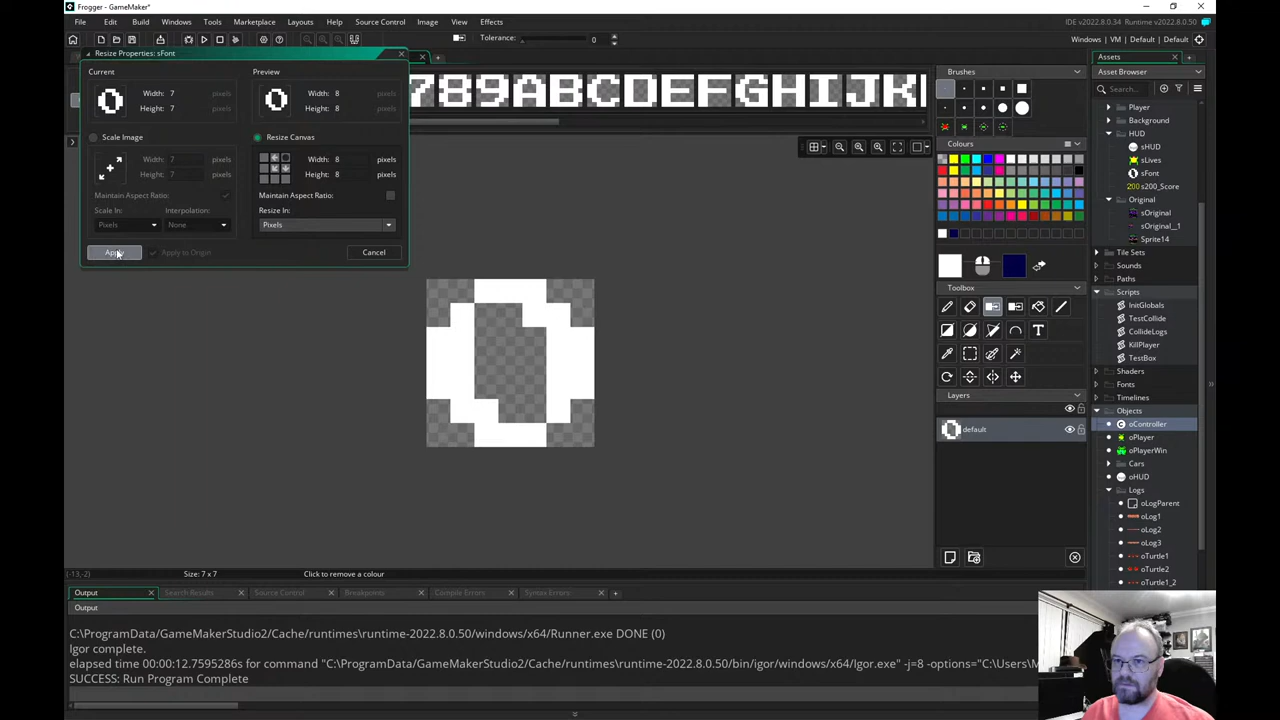 Frogger - GameMaker*
File Edit Build Windows Tools Marketplace Layouts Help Source Control Image View Effects
IDE v2022.8.0.34 Runtime v2022.8.0.50
Tolerance: 0
Windows | VM | Default | Default
Resize Properties: sFont
Current
Width: 7 pixels
Height: 7 pixels
Preview
Width: 8 pixels
Height: 8 pixels
Scale Image
Width: 7 pixels
Height: 7 pixels
Maintain Aspect Ratio:
Scale In: Interpolation:
Pixels None
Resize Canvas
Width: 8 pixels
Height: 8 pixels
Maintain Aspect Ratio:
Resize In:
Pixels
Apply Apply to Origin Cancel
789ABCDEFGHIJK
Brushes
Colours
Toolbox
Layers
default
Assets
Asset Browser
Search...
Player
Background
HUD
sHUD
sLives
sFont
200 s200_Score
Original
sOriginal
sOriginal__1
Sprite14
Tile Sets
Sounds
Paths
Scripts
InitGlobals
TestCollide
CollideLogs
KillPlayer
TestBox
Shaders
Fonts
Timelines
Objects
oController
oPlayer
oPlayerWin
Cars
oHUD
Logs
oLogParent
oLog1
oLog2
oLog3
oTurtle1
oTurtle2
oTurtle1_2
(-13,-2) Size: 7 x 7 Click to remove a colour
Output Search Results Source Control Breakpoints Compile Errors Syntax Errors
Output
C:\ProgramData/GameMakerStudio2/Cache/runtimes\runtime-2022.8.0.50/windows/x64/Runner.exe DONE (0)
Igor complete.
elapsed time 00:00:12.7595286s for command "C:\ProgramData/GameMakerStudio2/Cache/runtimes\runtime-2022.8.0.50/bin/igor/windows/x64/Igor.exe" -j=8 -options="C:\Users\M
SUCCESS: Run Program Complete